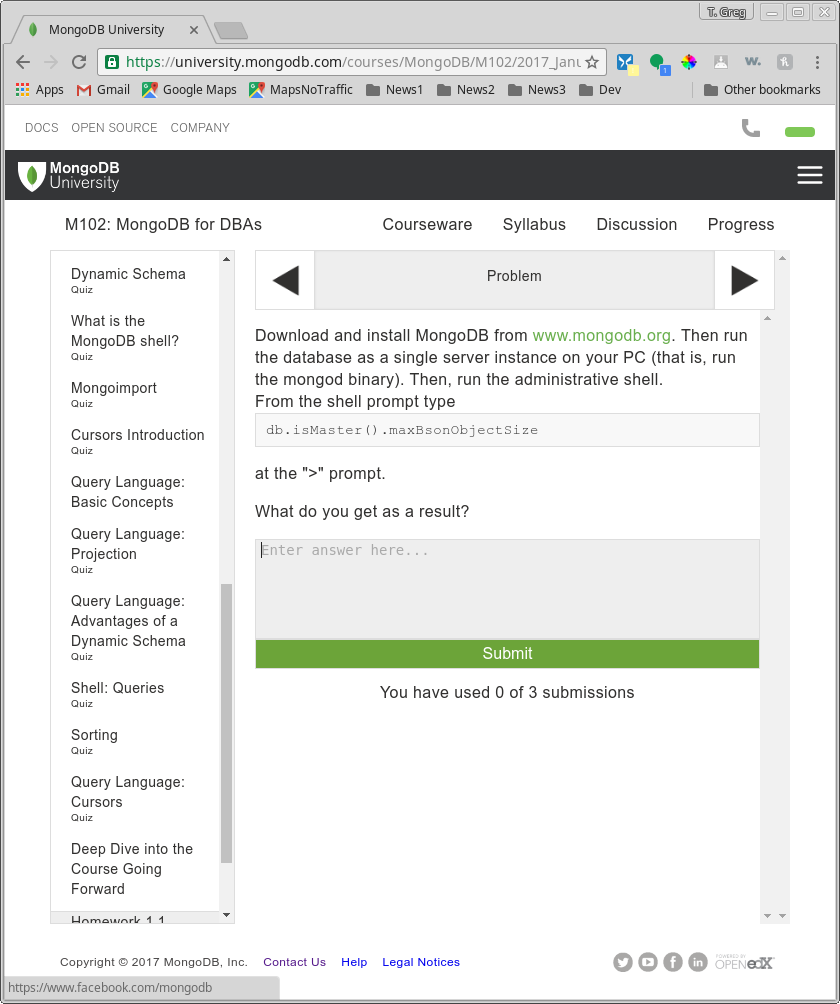 T. Greg
MongoDB University
https://university.mongodb.com/courses/MongoDB/M102/2017_Janu
1
Apps Gmail Google Maps MapsNoTraffic News1 News2 News3 Dev Other bookmarks
DOCS OPEN SOURCE COMPANY
MongoDB
University
M102: MongoDB for DBAs Courseware Syllabus Discussion Progress
Dynamic Schema
Quiz
What is the
MongoDB shell?
Quiz
Mongoimport
Quiz
Cursors Introduction
Quiz
Query Language:
Basic Concepts
Query Language:
Projection
Quiz
Query Language:
Advantages of a
Dynamic Schema
Quiz
Shell: Queries
Quiz
Sorting
Quiz
Query Language:
Cursors
Quiz
Deep Dive into the
Course Going
Forward
Homework 1.1
Problem
Download and install MongoDB from www.mongodb.org. Then run
the database as a single server instance on your PC (that is, run
the mongod binary). Then, run the administrative shell.
From the shell prompt type
db.isMaster().maxBsonObjectSize
at the ">" prompt.
What do you get as a result?
Enter answer here...
Submit
You have used 0 of 3 submissions
Copyright © 2017 MongoDB, Inc. Contact Us Help Legal Notices
POWERED BY
OPEN edX
https://www.facebook.com/mongodb